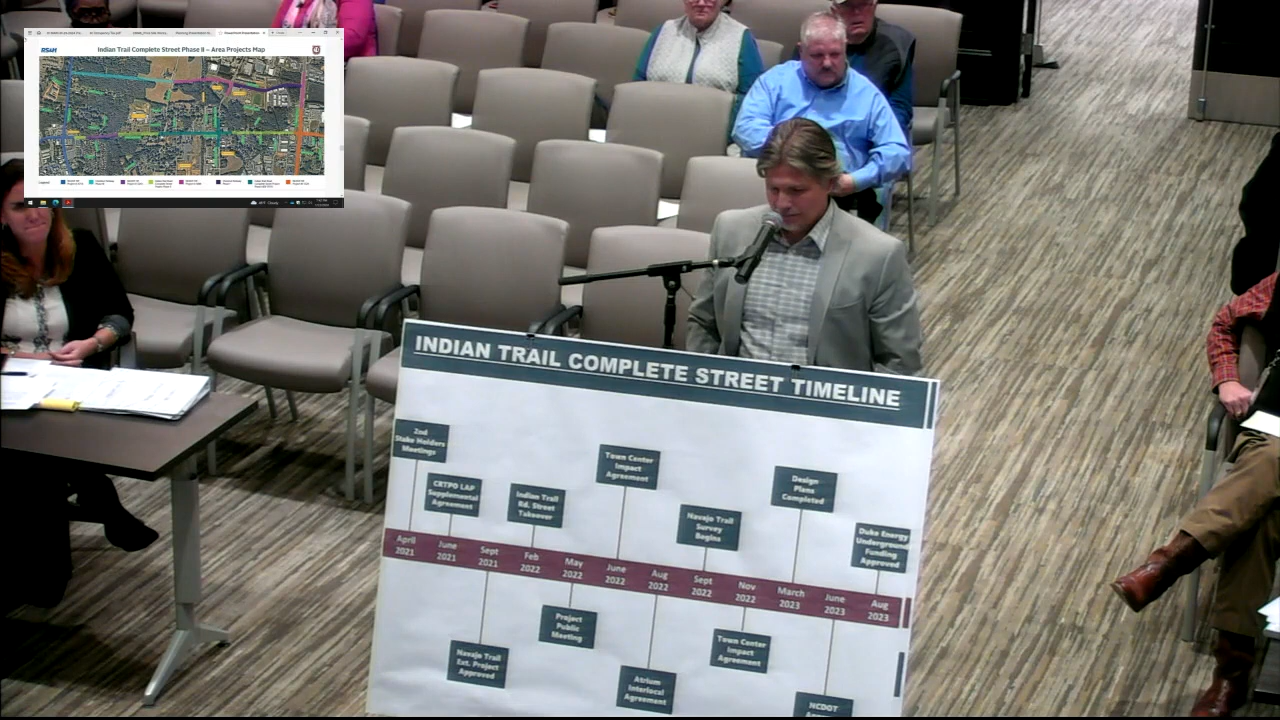 Indian Trail Complete Street Phase II – Area Projects Map
INDIAN TRAIL COMPLETE STREET TIMELINE
2nd
Stake Holders
Meetings
CRTPO LAP
Supplemental
Agreement
Indian Trail
Rd. Street
Takeover
Town Center
Impact
Agreement
Navajo Trail
Survey
Begins
Design
Plans
Completed
Duke Energy
Underground
Funding
Approved
April
2021
June
2021
Sept
2021
Feb
2022
May
2022
June
2022
Aug
2022
Sept
2022
Nov
2022
March
2023
June
2023
Aug
2023
Navajo Trail
Ext. Project
Approved
Project
Public
Meeting
Atrium
Interlocal
Agreement
Town Center
Impact
Agreement
NCDOT